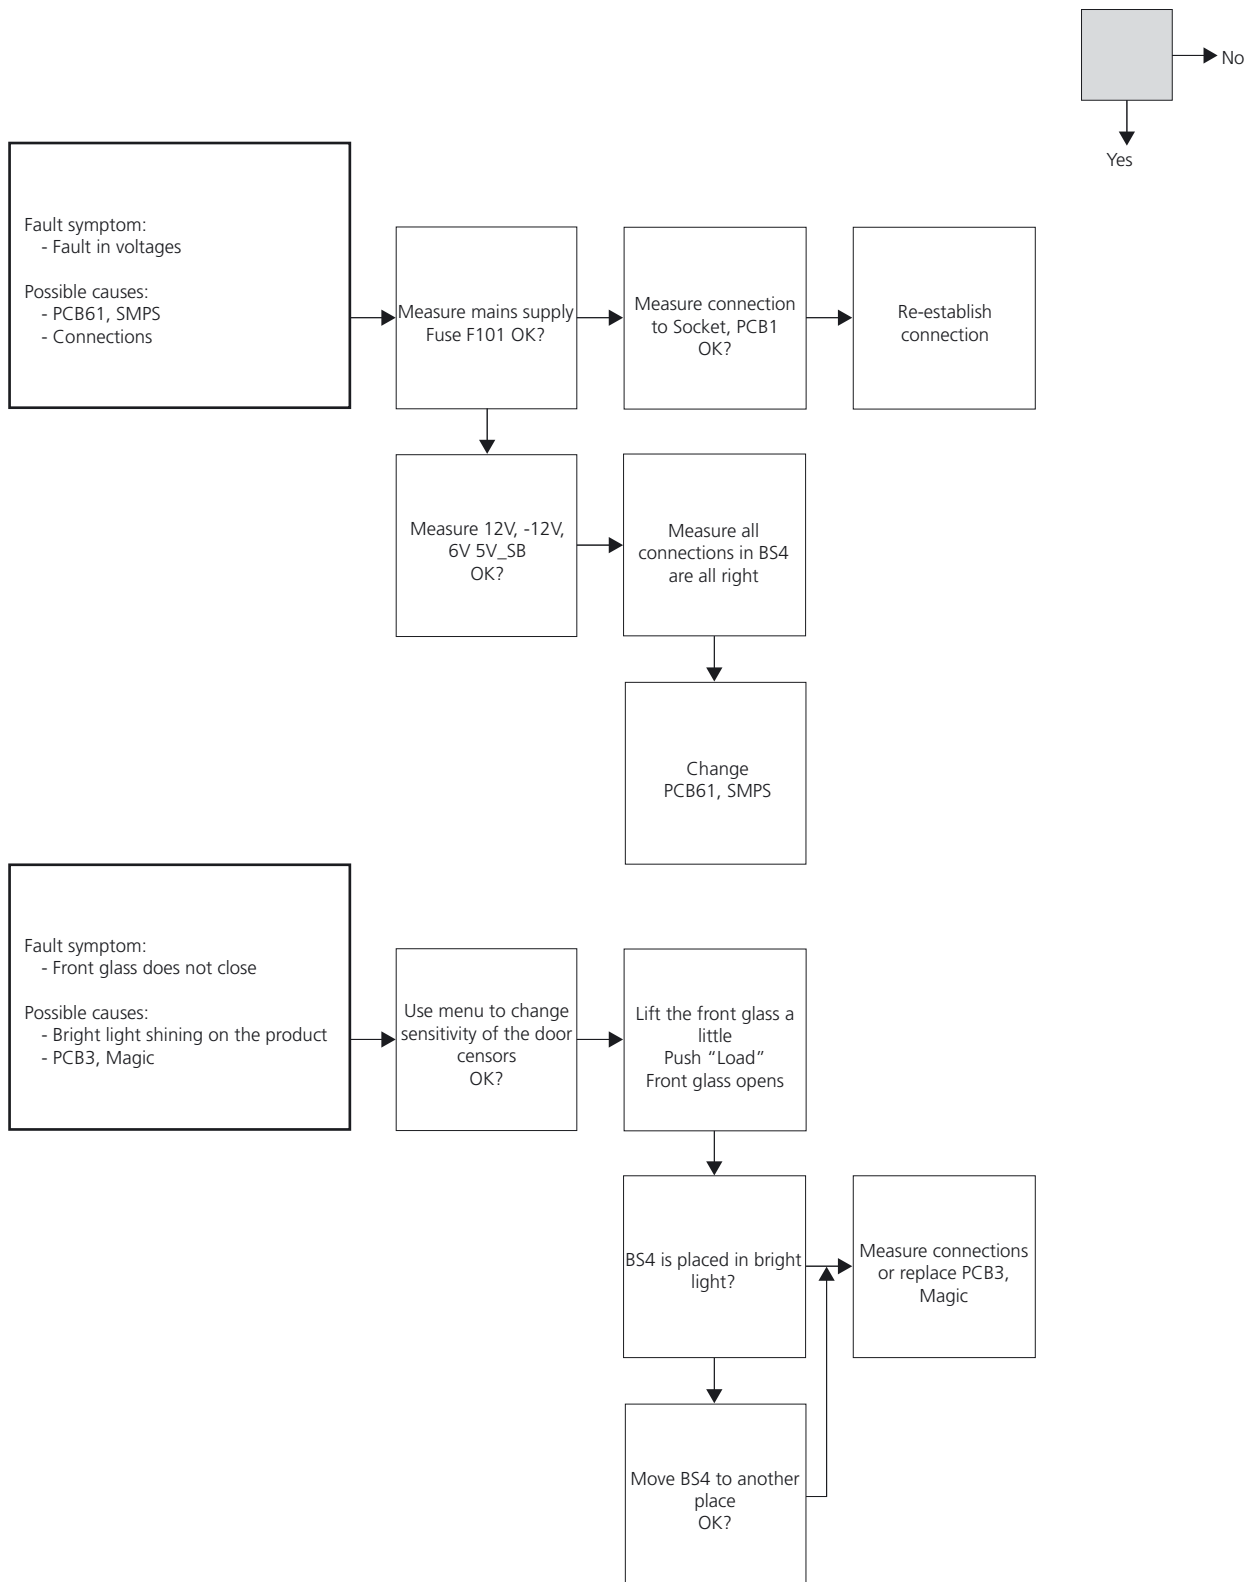 No
Yes
Fault symptom:
- Fault in voltages
Possible causes:
- PCB61, SMPS
- Connections
Measure mains supply
Fuse F101 OK?
Measure connection
to Socket, PCB1
OK?
Re-establish
connection
Measure 12V, -12V,
6V 5V_SB
OK?
Measure all
connections in BS4
are all right
Change
PCB61, SMPS
Fault symptom:
- Front glass does not close
Possible causes:
- Bright light shining on the product
- PCB3, Magic
Use menu to change
sensitivity of the door
censors
OK?
Lift the front glass a
little
Push “Load”
Front glass opens
BS4 is placed in bright
light?
Measure connections
or replace PCB3,
Magic
Move BS4 to another
place
OK?